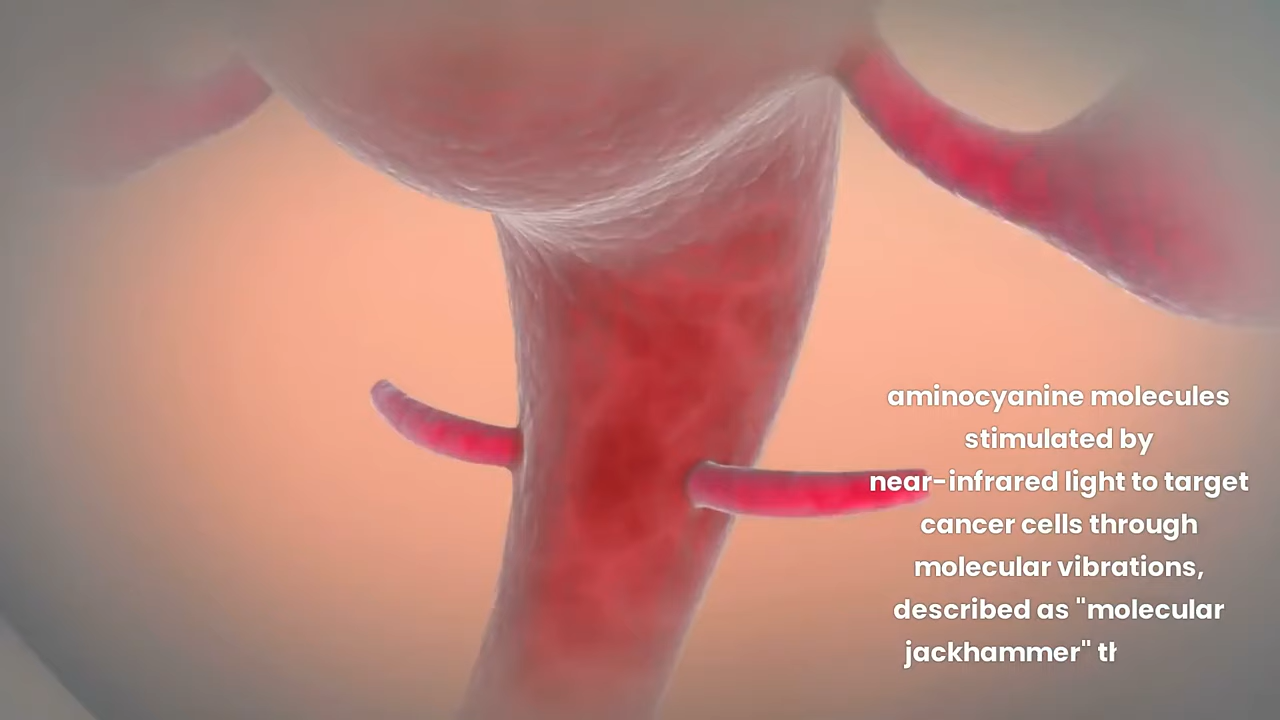 aminocyanine molecules
stimulated by
near-infrared light to target
cancer cells through
molecular vibrations,
described as "molecular
jackhammer"